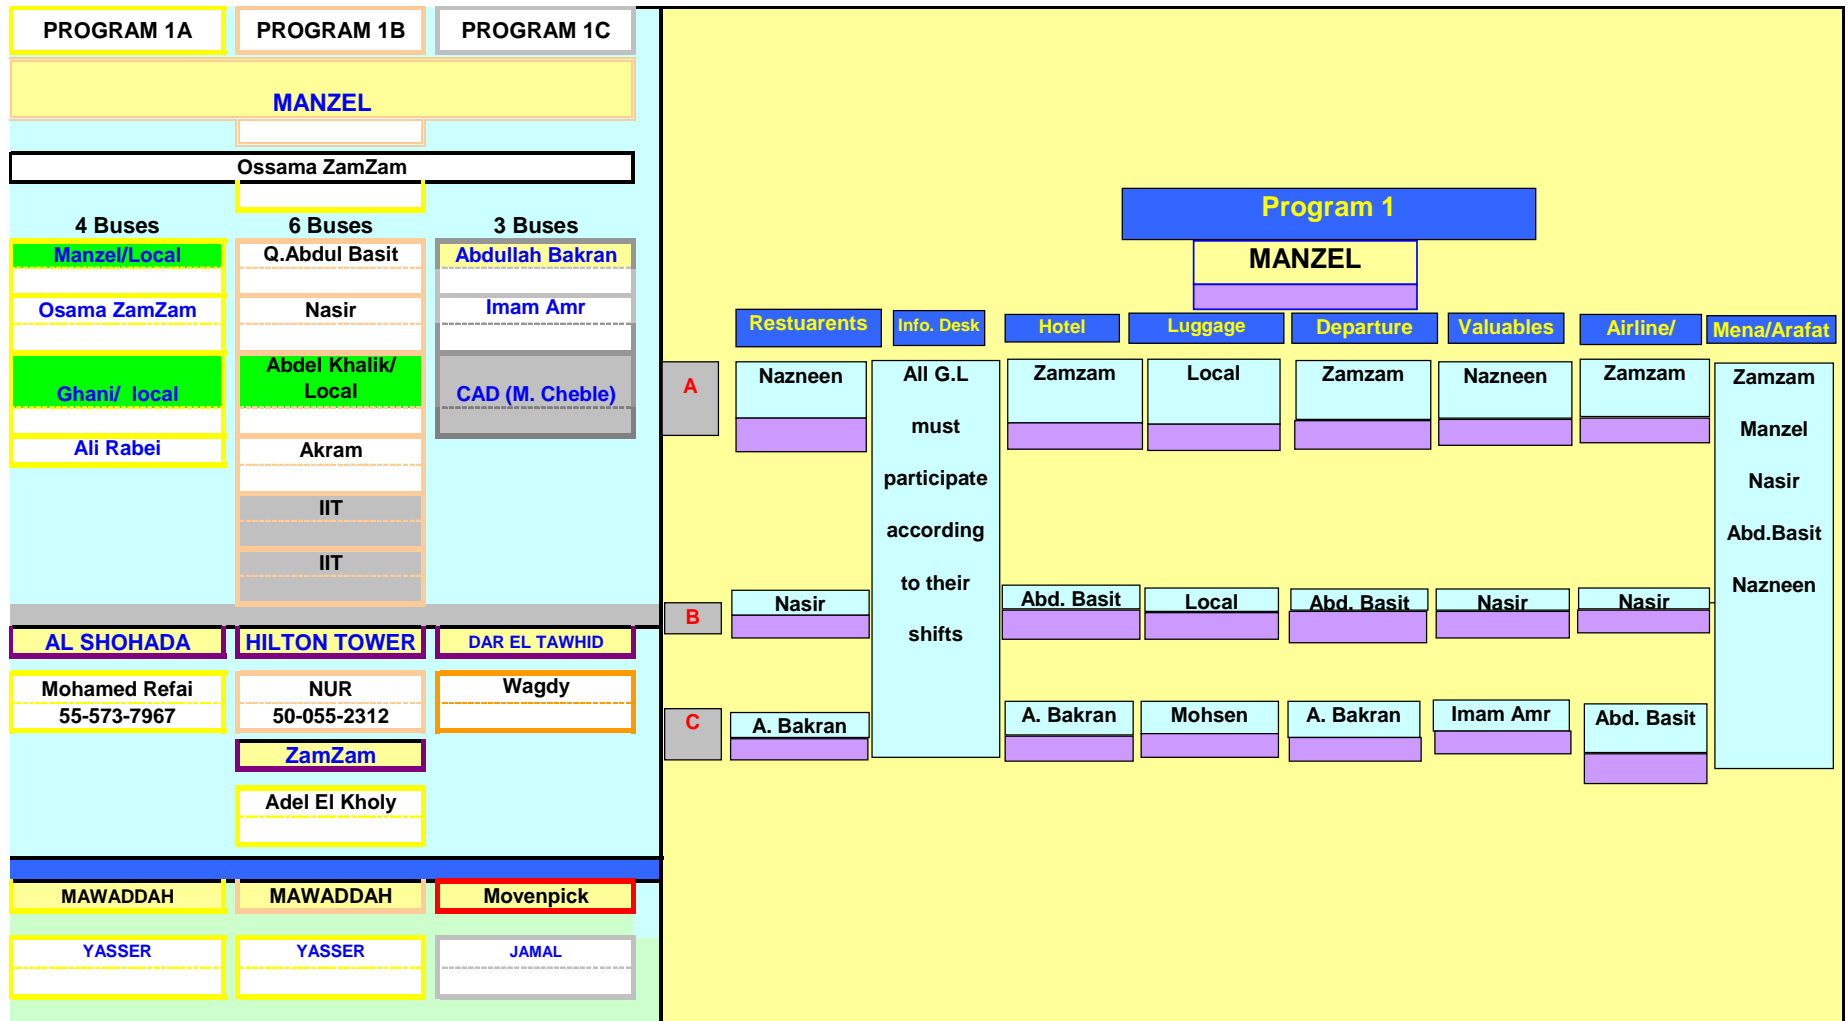 PROGRAM 1A PROGRAM 1B PROGRAM 1C
MANZEL
Ossama ZamZam
4 Buses 6 Buses 3 Buses
Manzel/Local Q.Abdul Basit Abdullah Bakran
Osama ZamZam Nasir Imam Amr
Abdel Khalik/
Ghani/ local Local CAD (M. Cheble)
Ali Rabei Akram
IIT
IIT
AL SHOHADA HILTON TOWER DAR EL TAWHID
Mohamed Refai NUR Wagdy
55-573-7967 50-055-2312
ZamZam
Adel El Kholy
MAWADDAH MAWADDAH Movenpick
YASSER YASSER JAMAL
Program 1
MANZEL
Restuarents Info. Desk Hotel Luggage Departure Valuables Airline/ Mena/Arafat
A Nazneen All G.L Zamzam Local Zamzam Nazneen Zamzam Zamzam
must Manzel
participate Nasir
according Abd.Basit
to their Nazneen
B Nasir Abd. Basit Local Abd. Basit Nasir Nasir
shifts
C A. Bakran A. Bakran Mohsen A. Bakran Imam Amr Abd. Basit